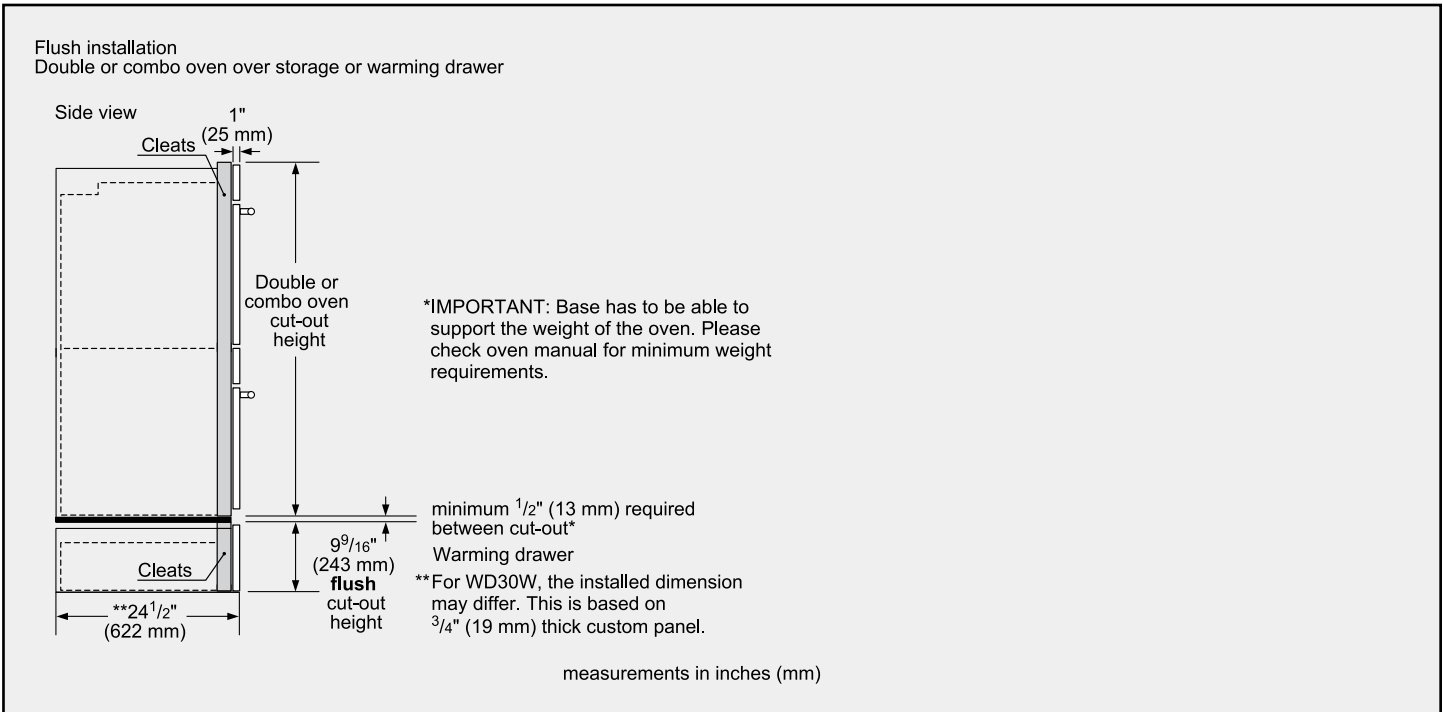 Flush installation
Double or combo oven over storage or warming drawer
Side view
1"
(25 mm)
Cleats
Double or
combo oven
cut-out
height
*IMPORTANT: Base has to be able to
support the weight of the oven. Please
check oven manual for minimum weight
requirements.
minimum 1/2" (13 mm) required
between cut-out*
Warming drawer
9 9/16"
(243 mm)
flush
cut-out
height
Cleats
**24 1/2"
(622 mm)
**For WD30W, the installed dimension
may differ. This is based on
3/4" (19 mm) thick custom panel.
measurements in inches (mm)